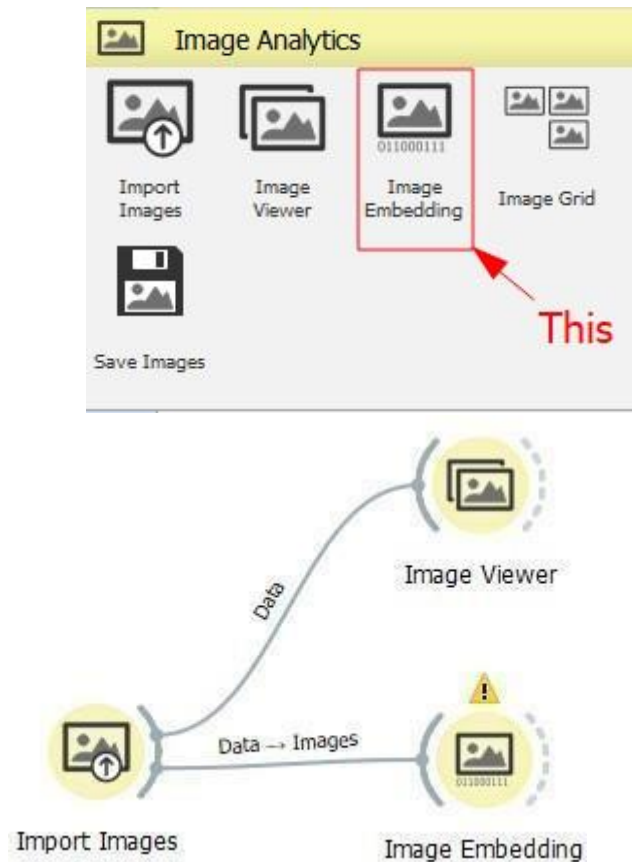 Image Analytics
011000111
Import
Images
Image
Viewer
Image
Embedding
Image Grid
This
Save Images
Image Viewer
Data
Data → Images
011000111
Import Images
Image Embedding